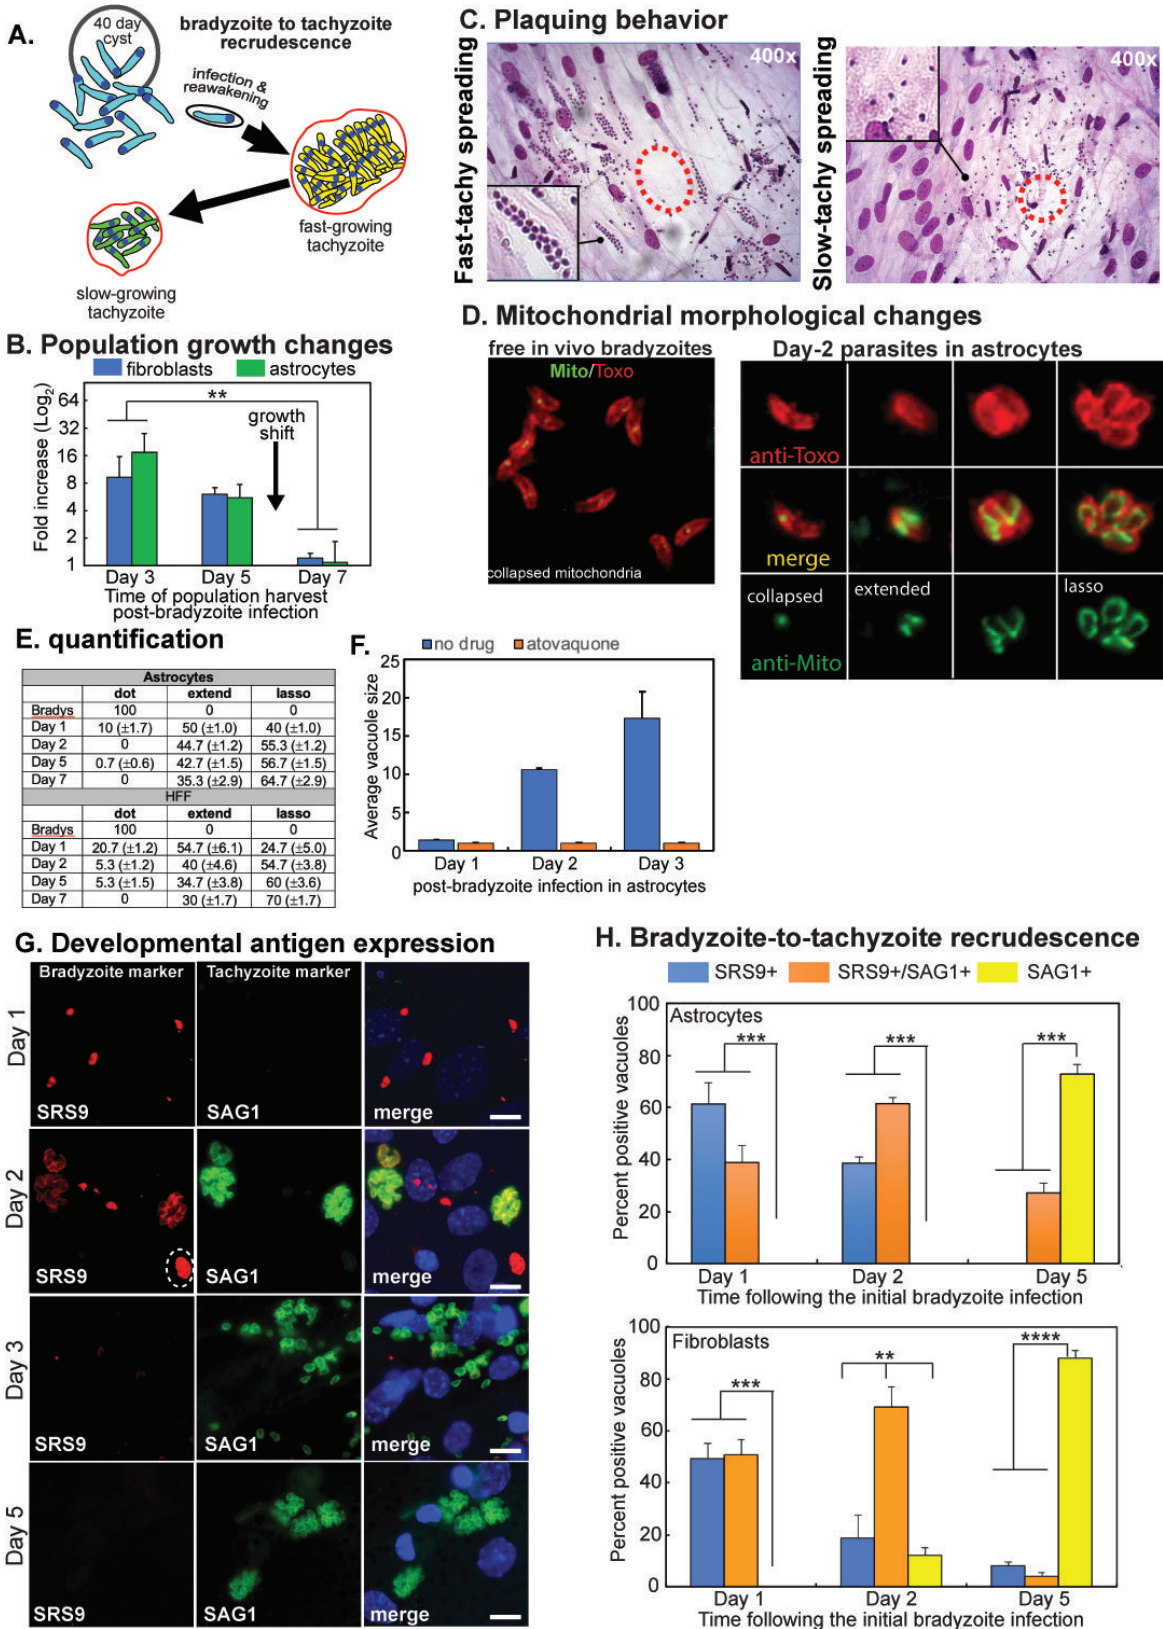 A.
40 day
cyst
bradyzoite to tachyzoite
recrudescence
infection &
reawakening
fast-growing
tachyzoite
slow-growing
tachyzoite
B. Population growth changes
fibroblasts
astrocytes
Fold increase (Log2)
64
32
16
8
4
2
1
**
growth
shift
Day 3
Day 5
Day 7
Time of population harvest
post-bradyzoite infection
C. Plaquing behavior
Fast-tachy spreading
400x
Slow-tachy spreading
400x
D. Mitochondrial morphological changes
free in vivo bradyzoites
Mito/Toxo
collapsed mitochondria
Day-2 parasites in astrocytes
anti-Toxo
merge
collapsed
extended
lasso
anti-Mito
E. quantification
Astrocytes
dot extend lasso
Bradys 100 0 0
Day 1 10 (±1.7) 50 (±1.0) 40 (±1.0)
Day 2 0 44.7 (±1.2) 55.3 (±1.2)
Day 5 0.7 (±0.6) 42.7 (±1.5) 56.7 (±1.5)
Day 7 0 35.3 (±2.9) 64.7 (±2.9)
HFF
dot extend lasso
Bradys 100 0 0
Day 1 20.7 (±1.2) 54.7 (±6.1) 24.7 (±5.0)
Day 2 5.3 (±1.2) 40 (±4.6) 54.7 (±3.8)
Day 5 5.3 (±1.5) 34.7 (±3.8) 60 (±3.6)
Day 7 0 30 (±1.7) 70 (±1.7)
F.
no drug
atovaquone
Average vacuole size
25
20
15
10
5
0
Day 1
Day 2
Day 3
post-bradyzoite infection in astrocytes
G. Developmental antigen expression
Bradyzoite marker
Tachyzoite marker
Day 1
SRS9
SAG1
merge
Day 2
SRS9
SAG1
merge
Day 3
SRS9
SAG1
merge
Day 5
SRS9
SAG1
merge
H. Bradyzoite-to-tachyzoite recrudescence
SRS9+
SRS9+/SAG1+
SAG1+
Percent positive vacuoles
100
80
60
40
20
0
Astrocytes
***
***
***
Day 1
Day 2
Day 5
Time following the initial bradyzoite infection
Percent positive vacuoles
100
80
60
40
20
0
Fibroblasts
***
**
****
Day 1
Day 2
Day 5
Time following the initial bradyzoite infection